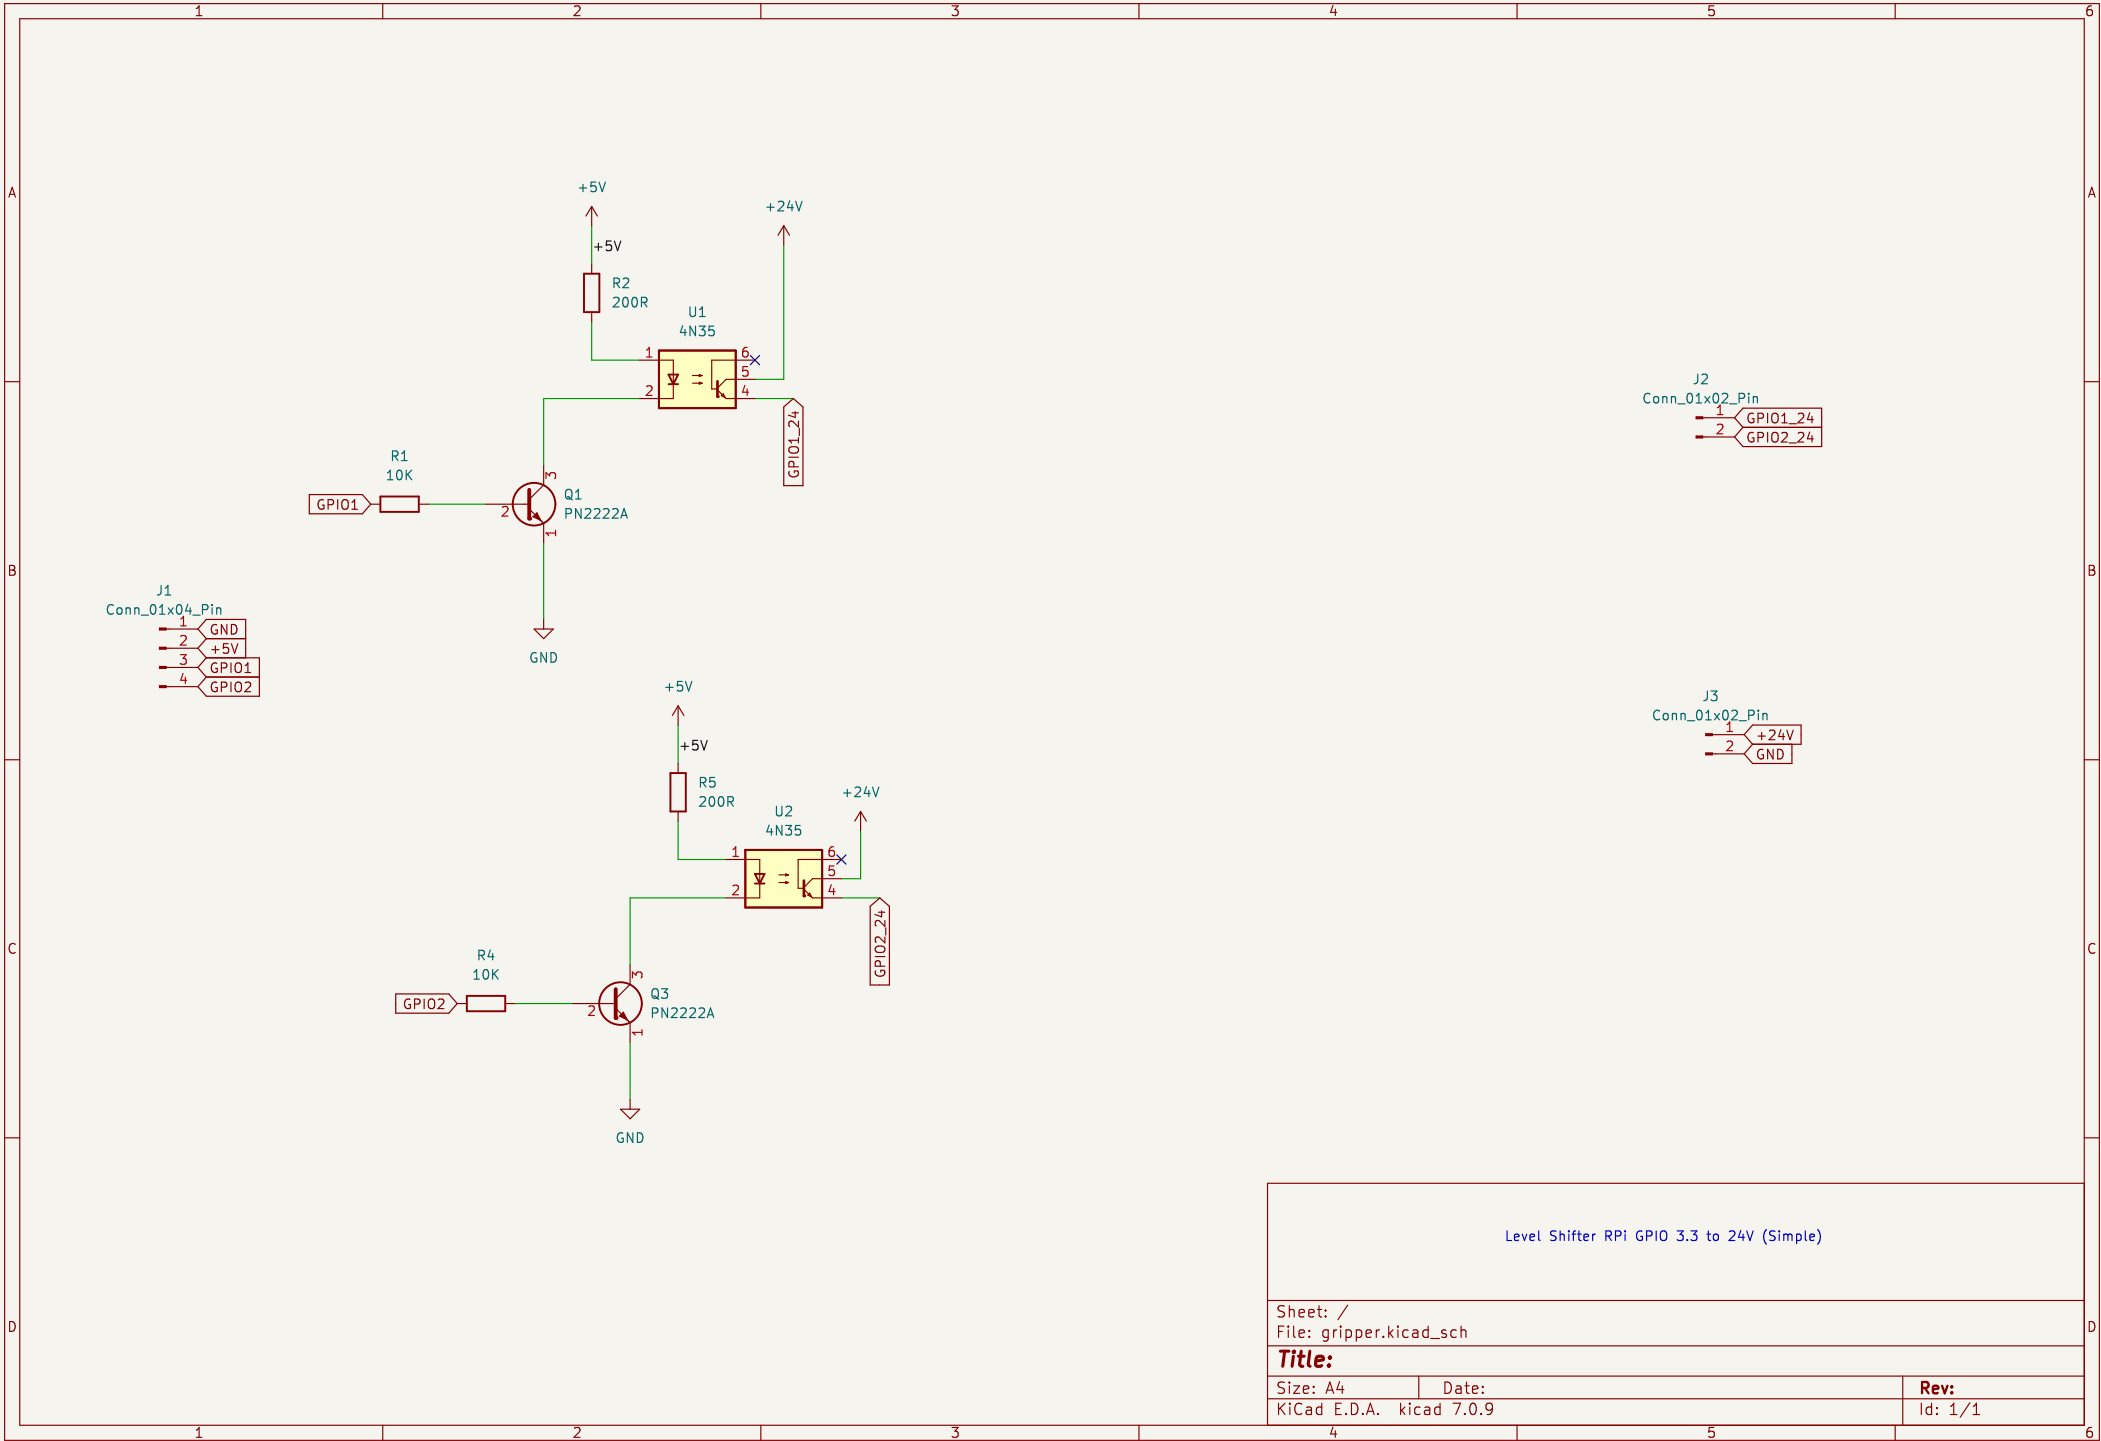 1 2 3 4 5 6
A A
B B
C C
D D
+5V
+5V
R2
200R
+24V
U1
4N35
1
2
6
5
4
GPIO1_24
R1
10K
GPIO1
2
3
1
Q1
PN2222A
GND
J1
Conn_01x04_Pin
1 GND
2 +5V
3 GPIO1
4 GPIO2
+5V
+5V
R5
200R
+24V
U2
4N35
1
2
6
5
4
GPIO2_24
R4
10K
GPIO2
2
3
1
Q3
PN2222A
GND
J2
Conn_01x02_Pin
1 GPIO1_24
2 GPIO2_24
J3
Conn_01x02_Pin
1 +24V
2 GND
Level Shifter RPi GPIO 3.3 to 24V (Simple)
Sheet: /
File: gripper.kicad_sch
Title:
Size: A4 Date: Rev:
KiCad E.D.A. kicad 7.0.9 Id: 1/1
1 2 3 4 5 6